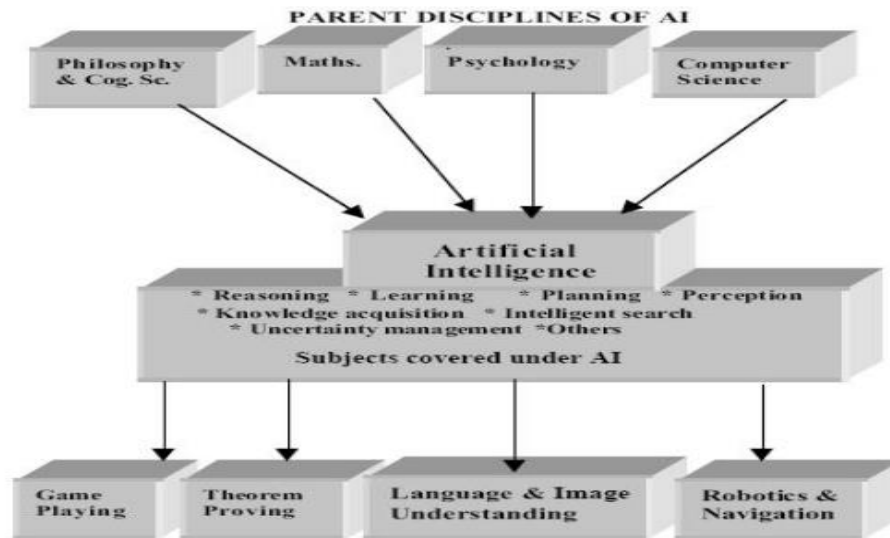 PARENT DISCIPLINES OF AI
Philosophy
& Cog. Sc.
Maths.
Psychology
Computer
Science
Artificial
Intelligence
* Reasoning * Learning * Planning * Perception
* Knowledge acquisition * Intelligent search
* Uncertainty management *Others
Subjects covered under AI
Game
Playing
Theorem
Proving
Language & Image
Understanding
Robotics &
Navigation